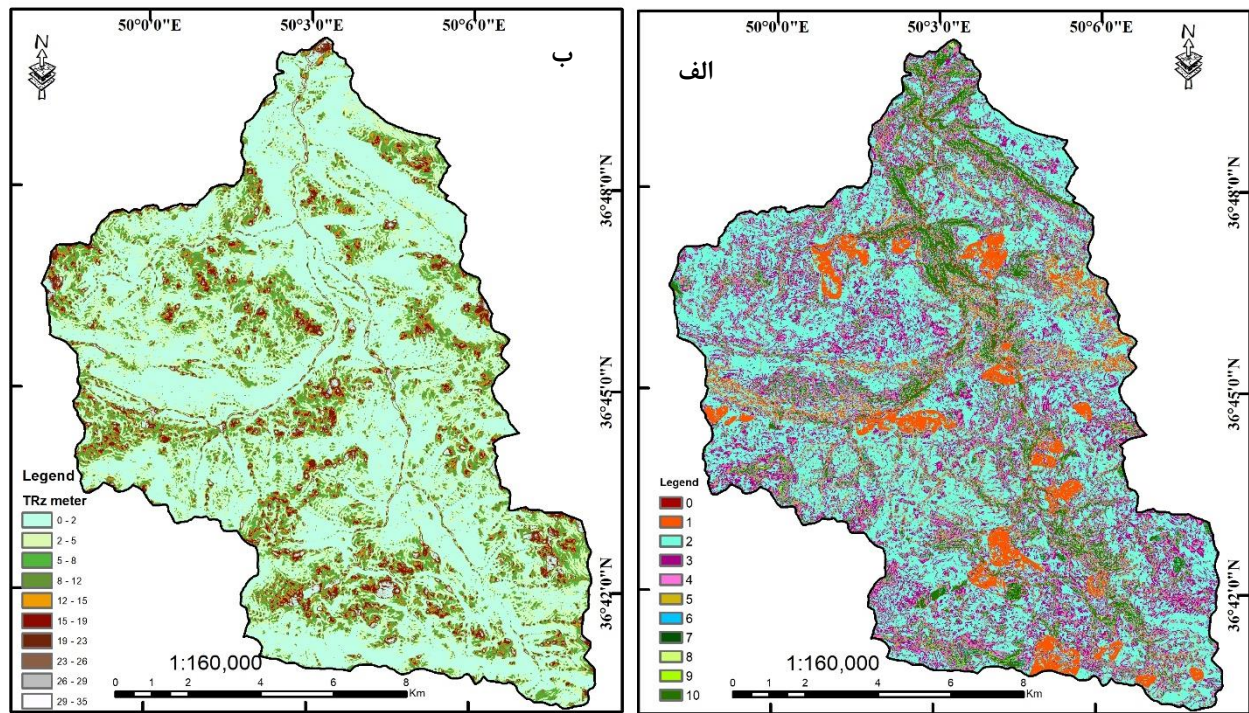 50°0'0"E 50°3'0"E 50°6'0"E
N
ب
36°48'0"N
36°45'0"N
36°42'0"N
Legend
TRz meter
0 - 2
2 - 5
5 - 8
8 - 12
12 - 15
15 - 19
19 - 23
23 - 26
26 - 29
29 - 35
1:160,000
0 1 2 4 6 8
Km
50°0'0"E 50°3'0"E 50°6'0"E
N
الف
36°48'0"N
36°45'0"N
36°42'0"N
Legend
0
1
2
3
4
5
6
7
8
9
10
1:160,000
0 1 2 4 6 8
Km